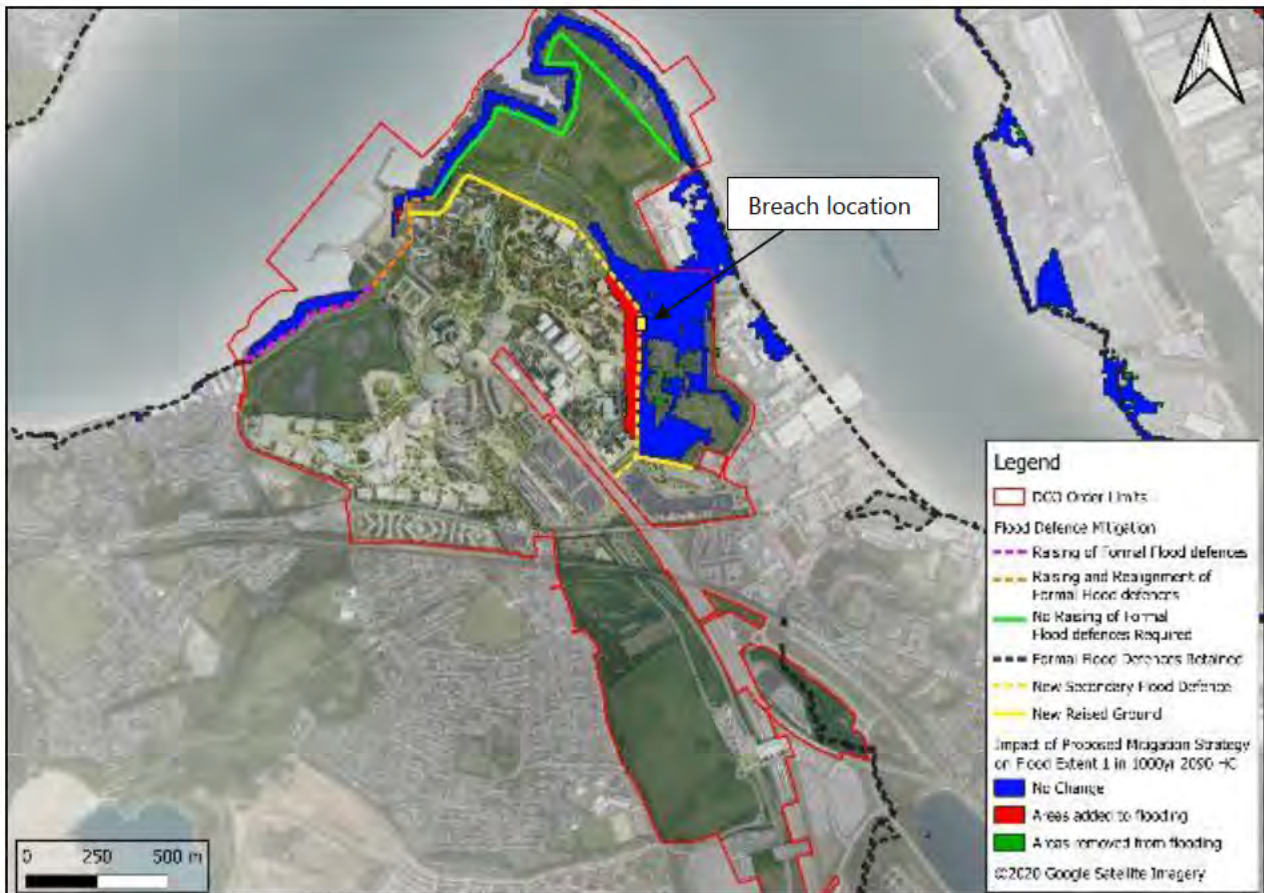 Breach location
Legend
DCO Order Limits
Flood Defence Mitigation
Raising of Formal Flood defences
Raising and Realignment of
Formal Flood defences
No Raising of Formal
Flood defences Required
Formal Flood Defences Retained
New Secondary Flood Defence
New Raised Ground
Impact of Proposed Mitigation Strategy
on Flood Extent 1 in 1000yr 2090 HC
No Change
Areas added to flooding
Areas removed from flooding
©2020 Google Satellite Imagery
0 250 500 m